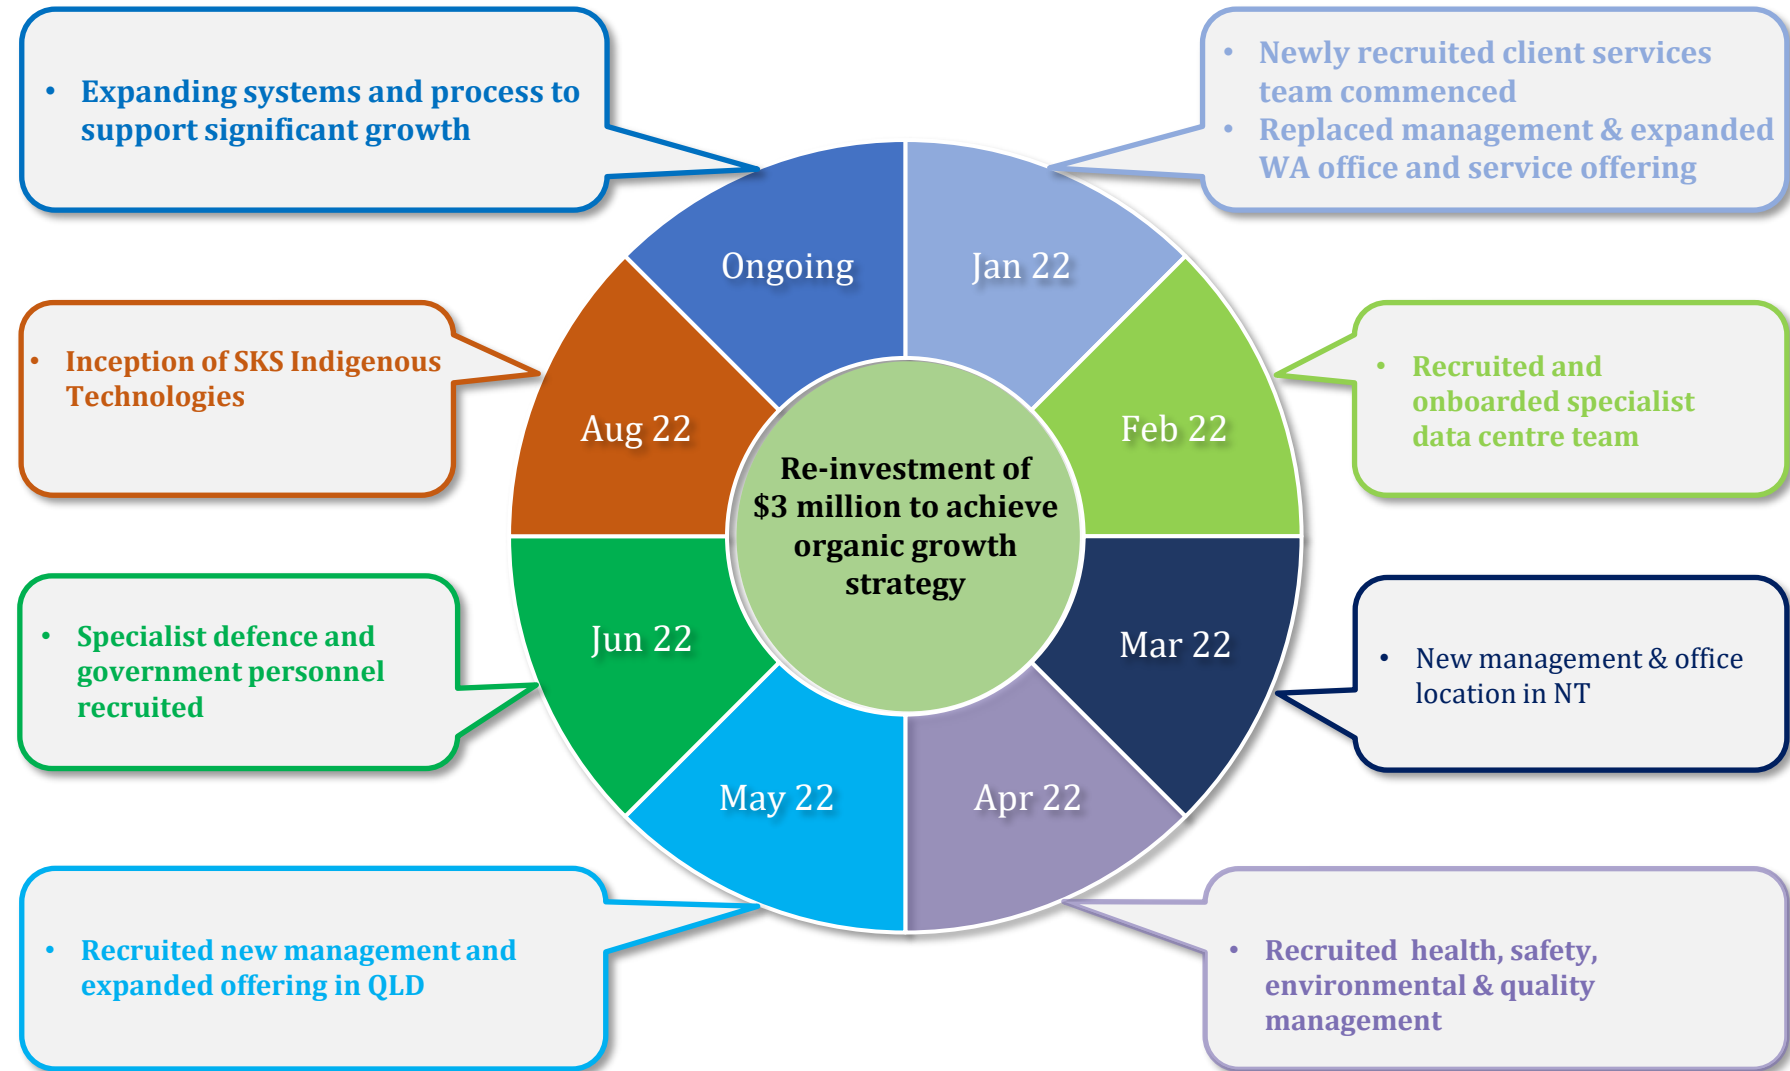 • Expanding systems and process to
support significant growth
• Newly recruited client services
team commenced
• Replaced management & expanded
WA office and service offering
Ongoing
Jan 22
• Inception of SKS Indigenous
Technologies
Aug 22
Feb 22
• Recruited and
onboarded specialist
data centre team
Re-investment of
$3 million to achieve
organic growth
strategy
• Specialist defence and
government personnel
recruited
Jun 22
Mar 22
• New management & office
location in NT
May 22
Apr 22
• Recruited new management and
expanded offering in QLD
• Recruited health, safety,
environmental & quality
management